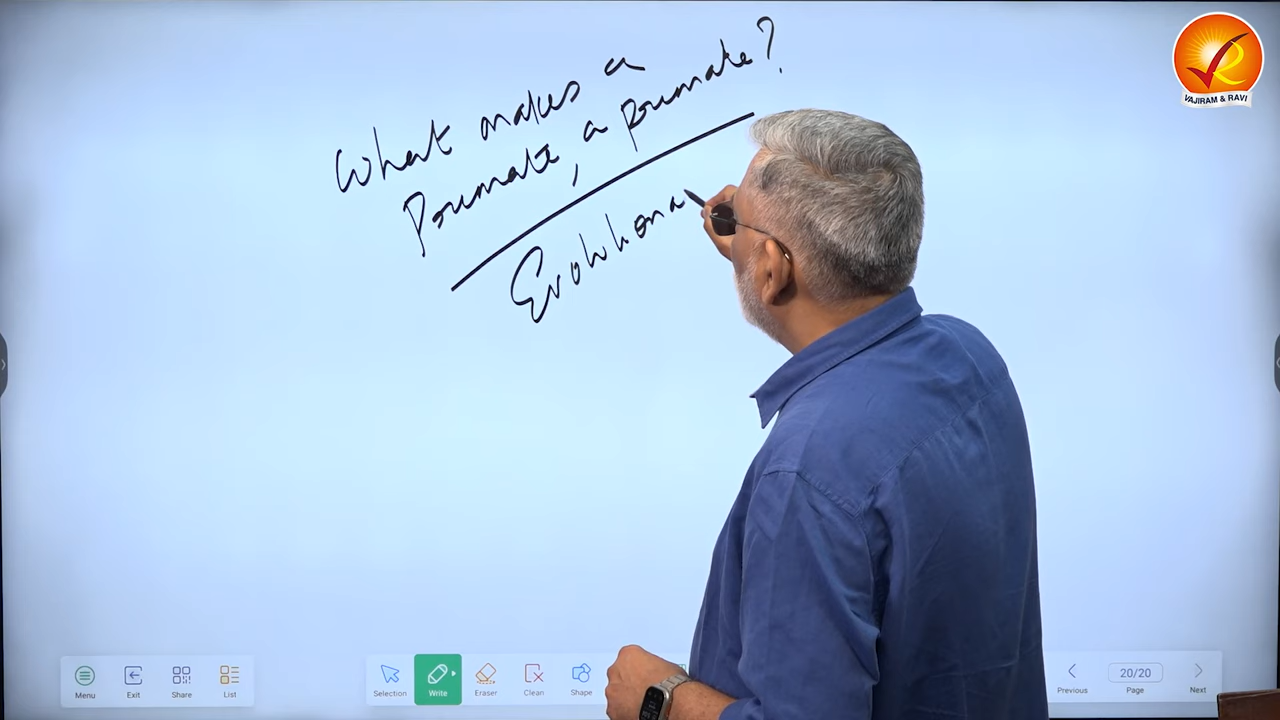 What makes a
Primate, a primate?
Evolutiona
VAJIRAM & RAVI
Menu
Exit
Share
List
Selection
Write
Eraser
Clean
Shape
Previous
20/20
Page
Next